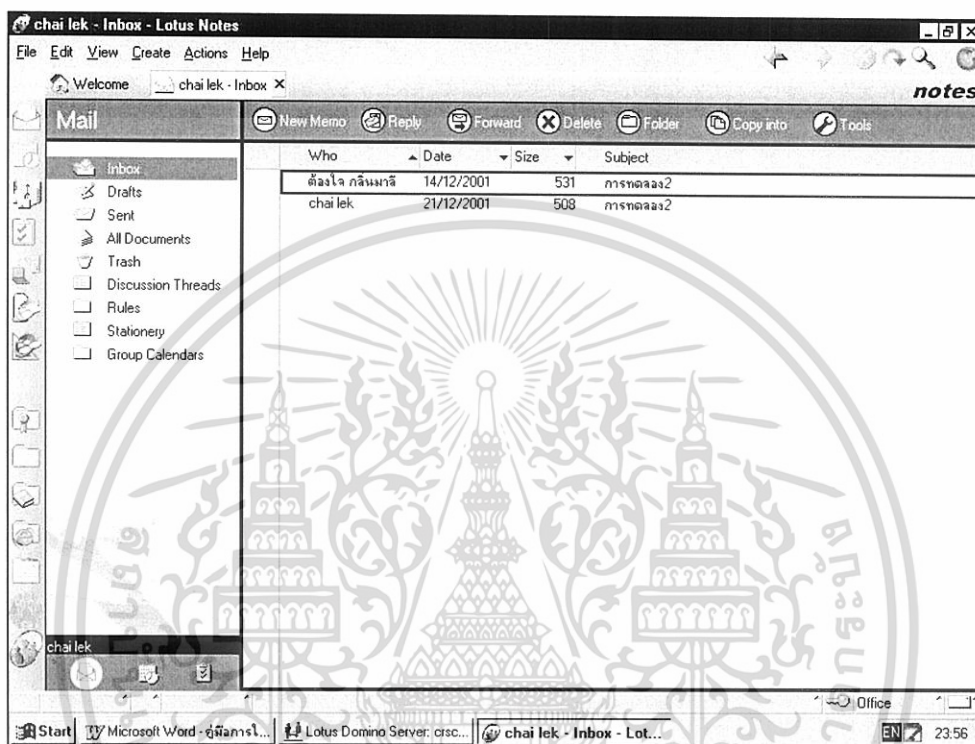 chai lek - Inbox - Lotus Notes
File Edit View Create Actions Help
Welcome chai lek - Inbox
notes
Mail
New Memo Reply Forward Delete Folder Copy into Tools
Who Date Size Subject
ต้องใจ กลิ่นมาลี 14/12/2001 531 การทดลอง2
chai lek 21/12/2001 508 การทดลอง2
Inbox
Drafts
Sent
All Documents
Trash
Discussion Threads
Rules
Stationery
Group Calendars
chai lek
Office
Start Microsoft Word - คู่มือการใ... Lotus Domino Server: crsc... chai lek - Inbox - Lot... EN 23:56